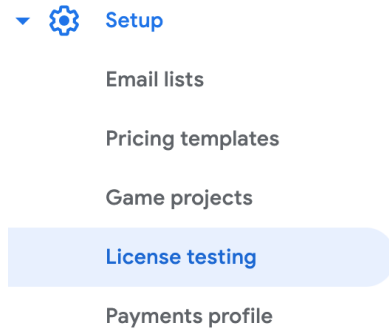 Setup
Email lists
Pricing templates
Game projects
License testing
Payments profile